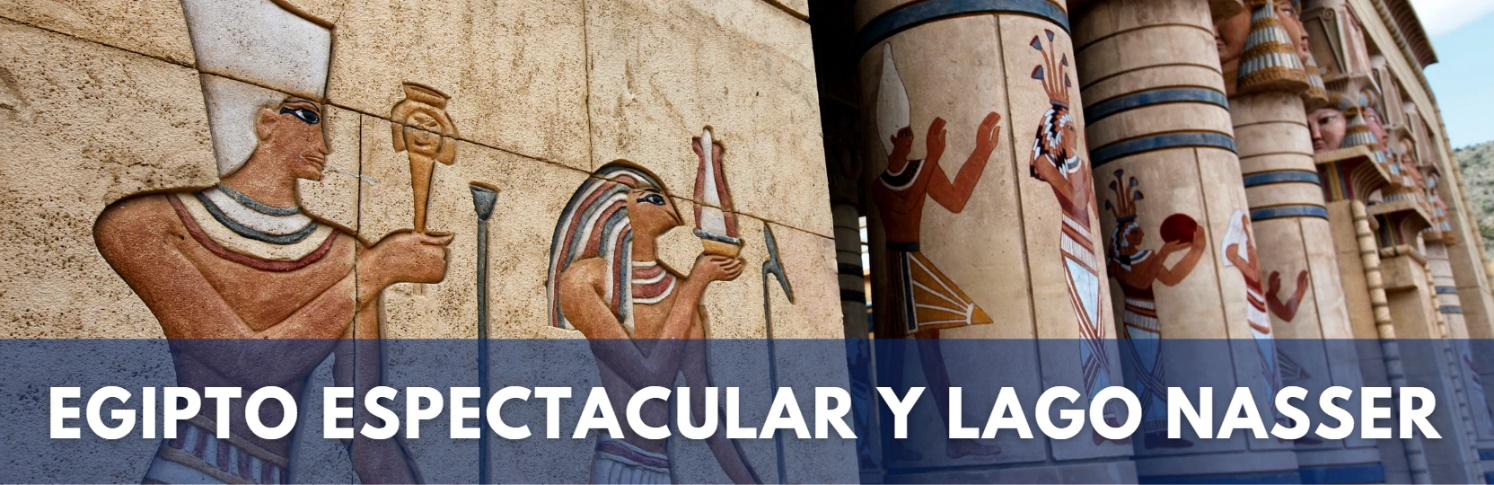 EGIPTO ESPECTACULAR Y LAGO NASSER